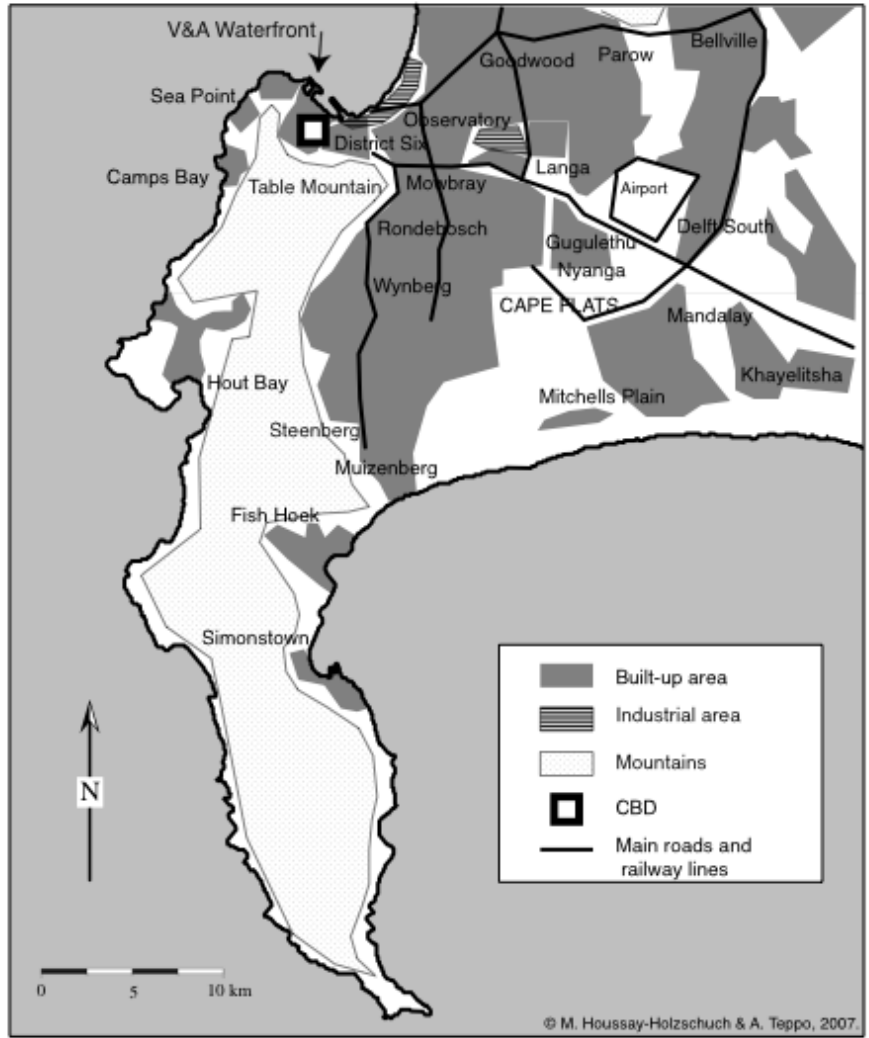 V&A Waterfront
Bellville
Parow
Goodwood
Sea Point
Observatory
District Six
Langa
Camps Bay
Table Mountain
Mowbray
Airport
Rondebosch
Delft South
Gugulethu
Nyanga
Wynberg
CAPE FLATS
Mandalay
Khayelitsha
Hout Bay
Mitchells Plain
Steenberg
Muizenberg
Fish Hoek
Simonstown
Built-up area
Industrial area
Mountains
CBD
Main roads and
railway lines
N
0 5 10 km
© M. Houssay-Holzschuch & A. Teppo, 2007.